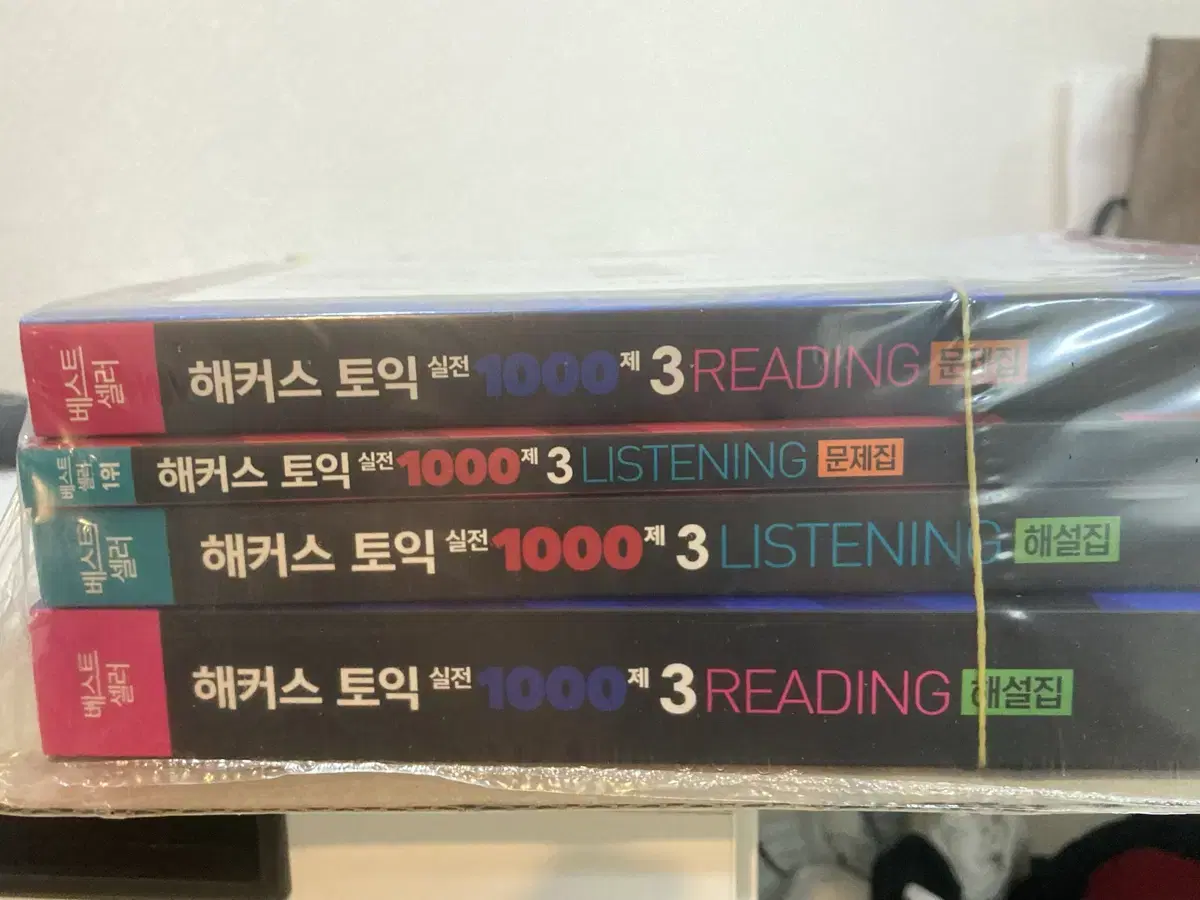 베스트
셀러
해커스 토익 실전 1000제 3 READING 문제집
베스트
셀러
1위
해커스 토익 실전 1000제 3 LISTENING 문제집
베스트
셀러
해커스 토익 실전 1000제 3 LISTENING 해설집
베스트
셀러
해커스 토익 실전 1000제 3 READING 해설집